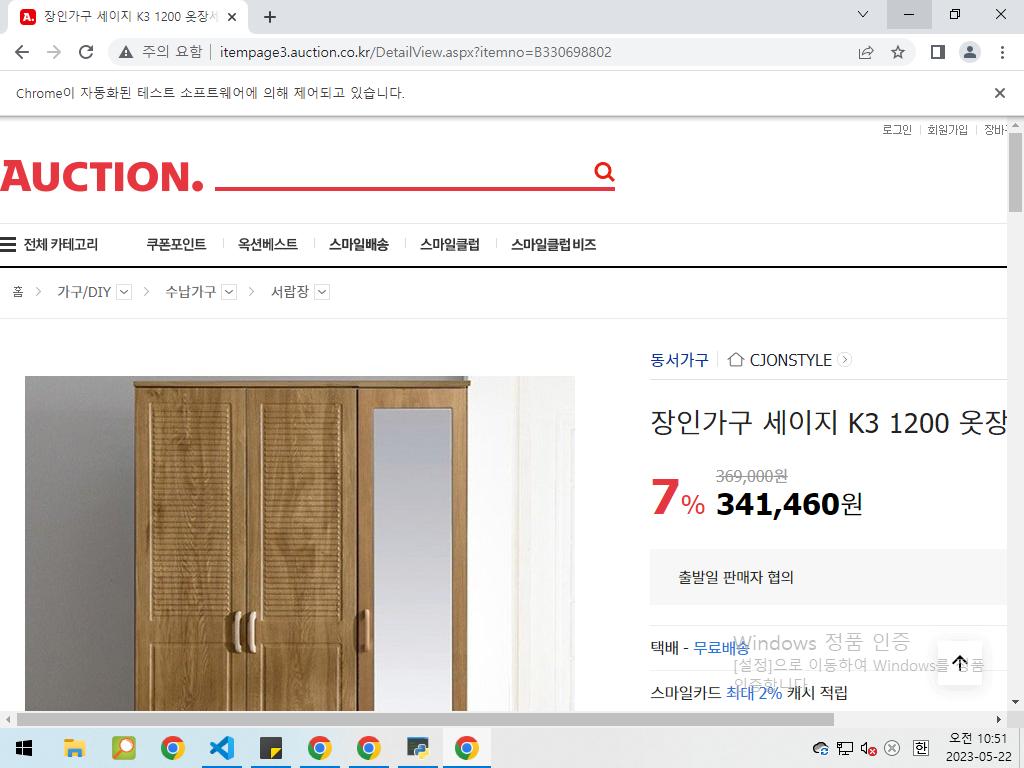 장인가구 세이지 K3 1200 옷장세
주의 요함
itempage3.auction.co.kr/DetailView.aspx?itemno=B330698802
Chrome이 자동화된 테스트 소프트웨어에 의해 제어되고 있습니다.
로그인 회원가입 장바
AUCTION.
전체 카테고리 쿠폰포인트 옥션베스트 스마일배송 스마일클럽 스마일클럽 비즈
홈 가구/DIY 수납가구 서랍장
동서가구 CJONSTYLE
장인가구 세이지 K3 1200 옷장
369,000원
7% 341,460원
출발일 판매자 협의
택배 - 무료배송
Windows 정품 인증
[설정]으로 이동하여 Windows를 정품
인증합니다.
스마일카드 최대 2% 캐시 적립
한
오전 10:51
2023-05-22